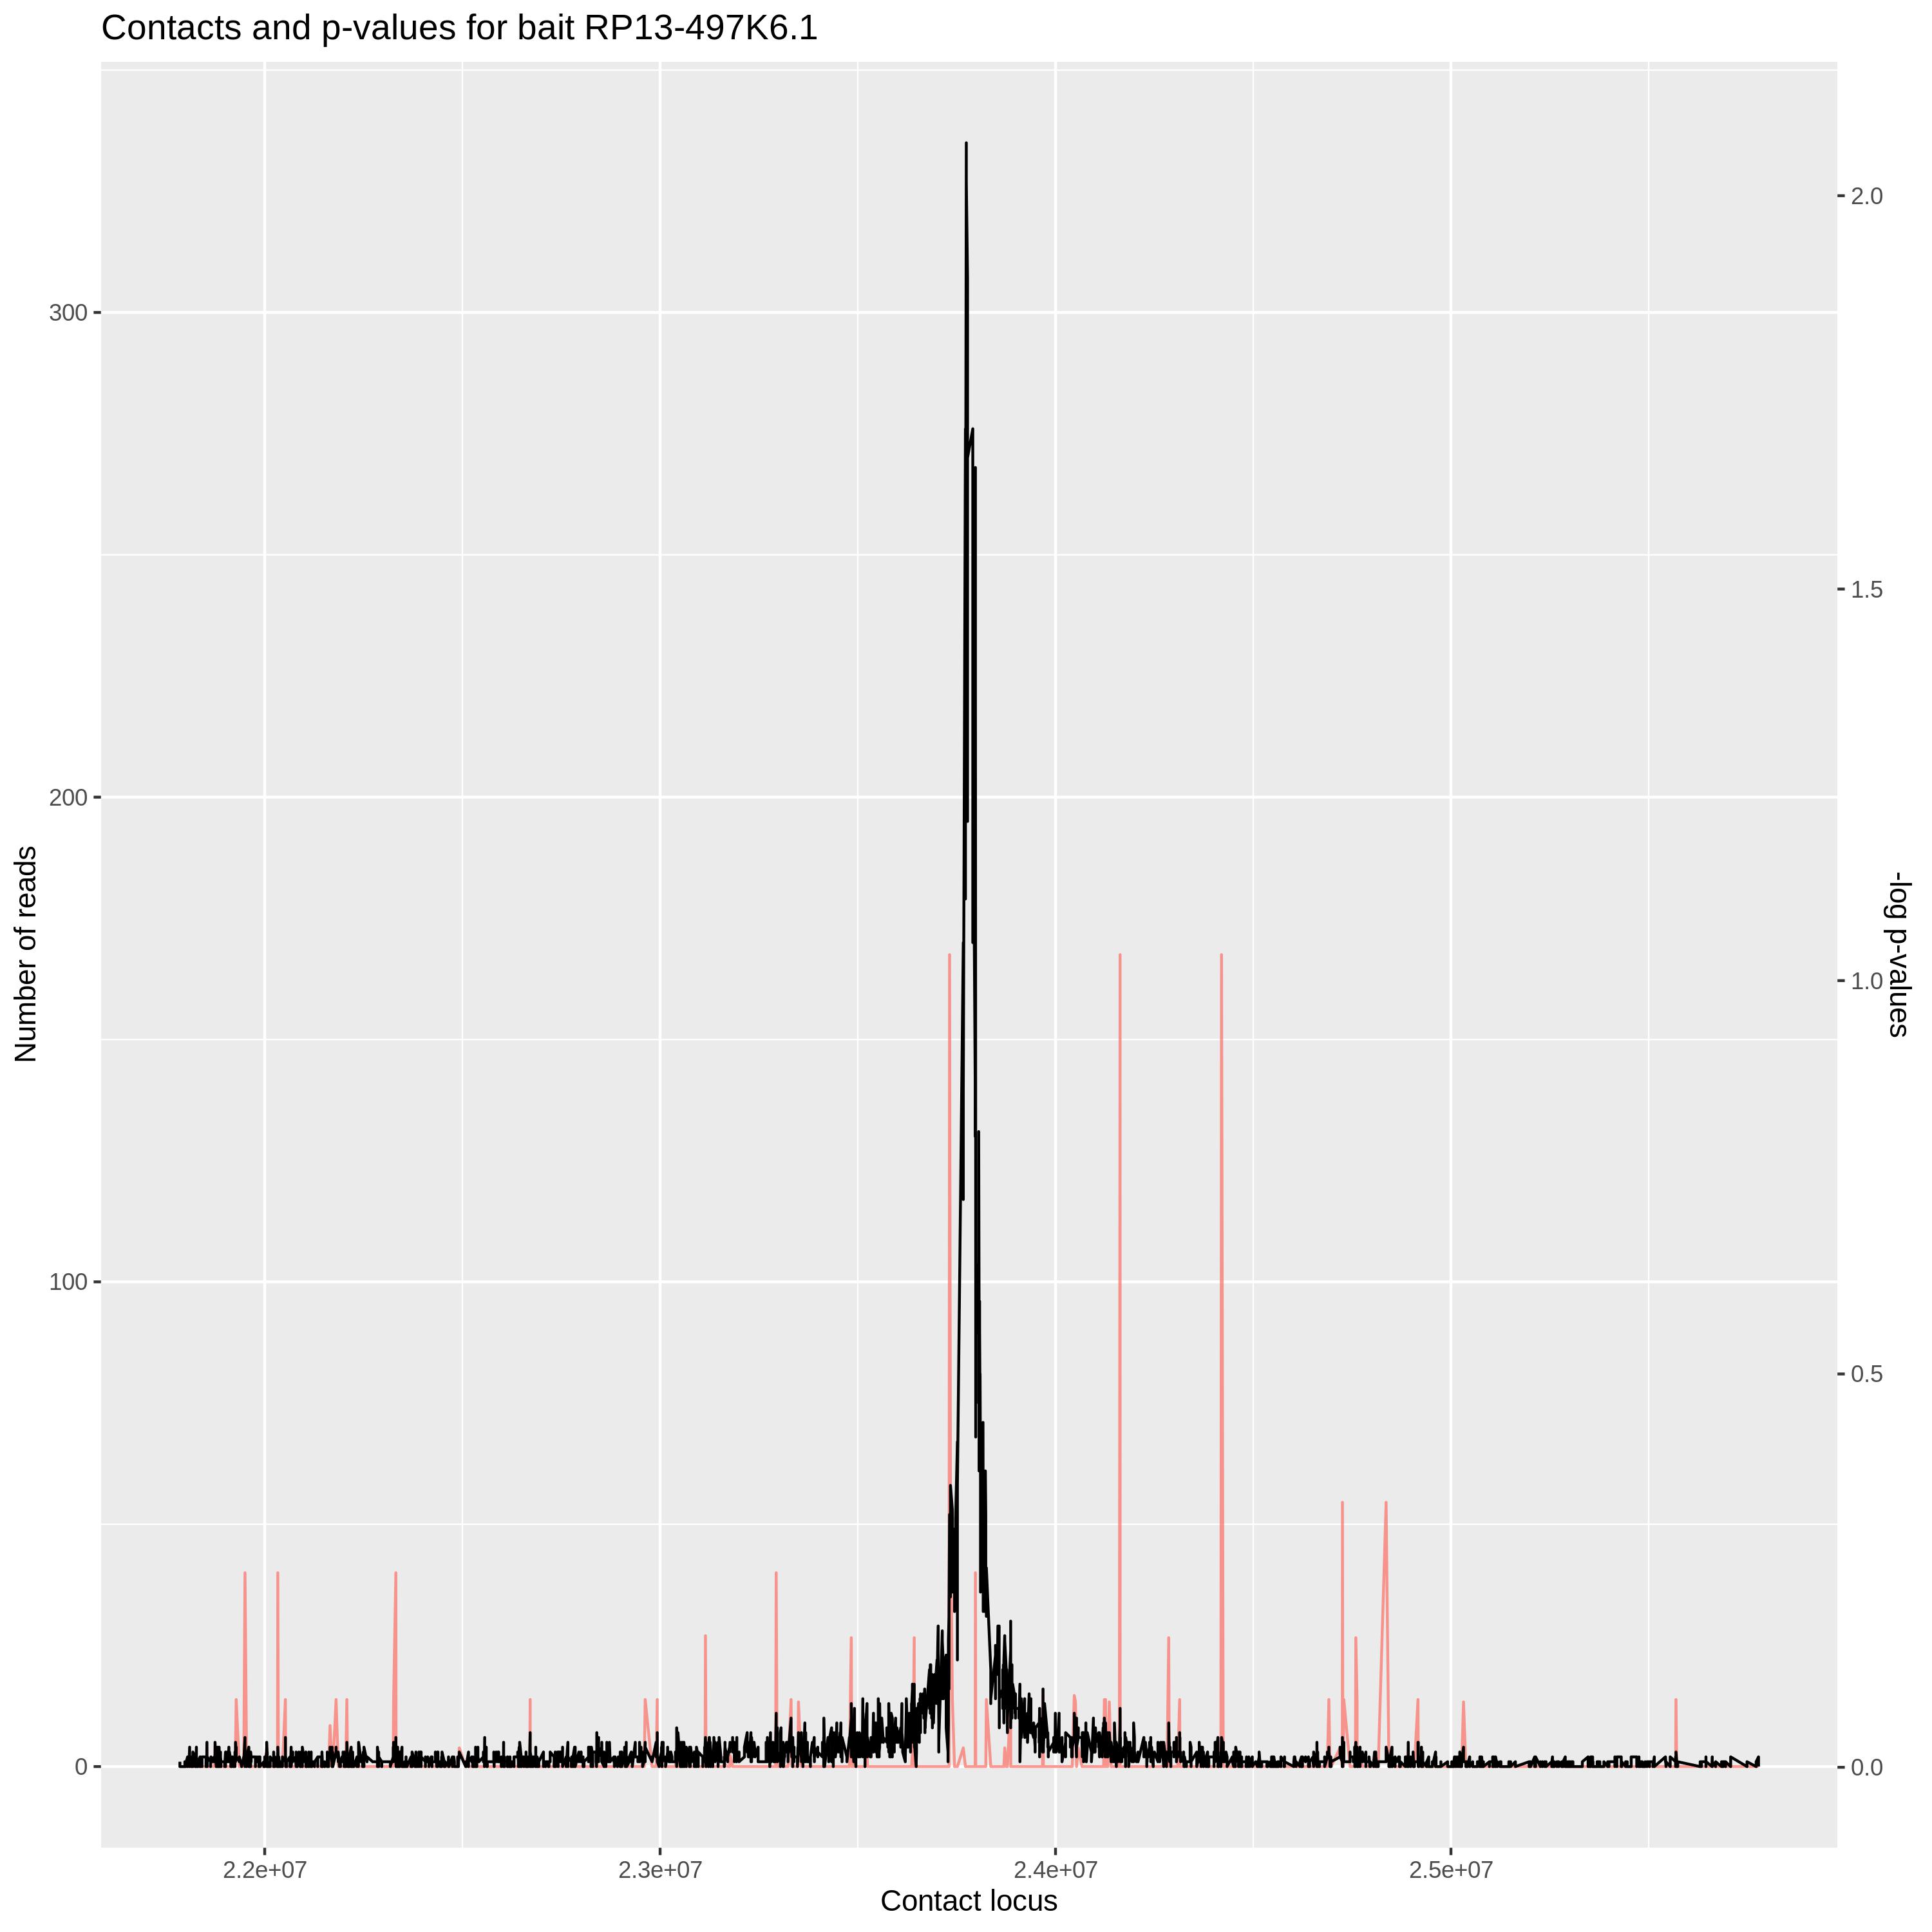 Contacts and p-values for bait RP13-497K6.1
300
200
100
0
Number of reads
2.0
1.5
1.0
0.5
0.0
-log p-values
2.2e+07 2.3e+07 2.4e+07 2.5e+07
Contact locus